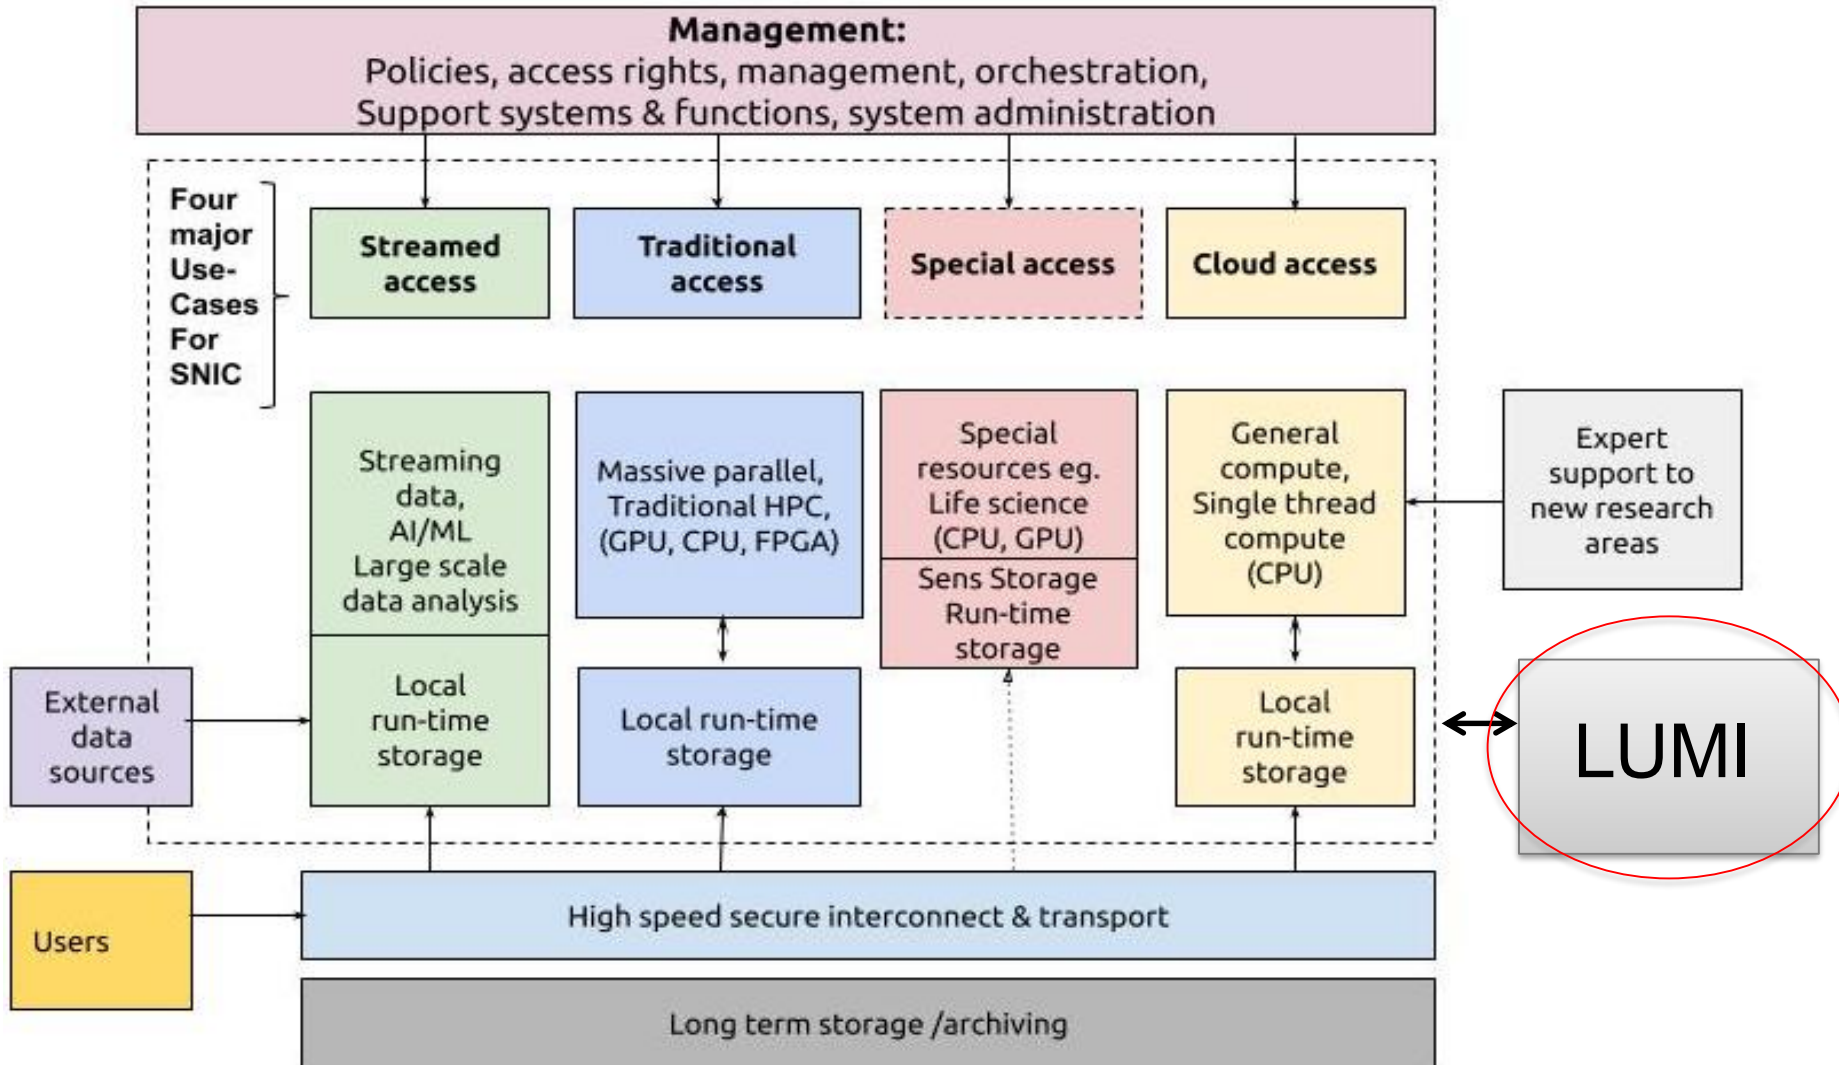 Management:
Policies, access rights, management, orchestration,
Support systems & functions, system administration
Four
major
Use-
Cases
For
SNIC
Streamed
access
Traditional
access
Special access
Cloud access
Streaming
data,
AI/ML
Large scale
data analysis
Massive parallel,
Traditional HPC,
(GPU, CPU, FPGA)
Special
resources eg.
Life science
(CPU, GPU)
General
compute,
Single thread
compute
(CPU)
Expert
support to
new research
areas
Sens Storage
Run-time
storage
External
data
sources
Local
run-time
storage
Local run-time
storage
Local
run-time
storage
LUMI
Users
High speed secure interconnect & transport
Long term storage /archiving